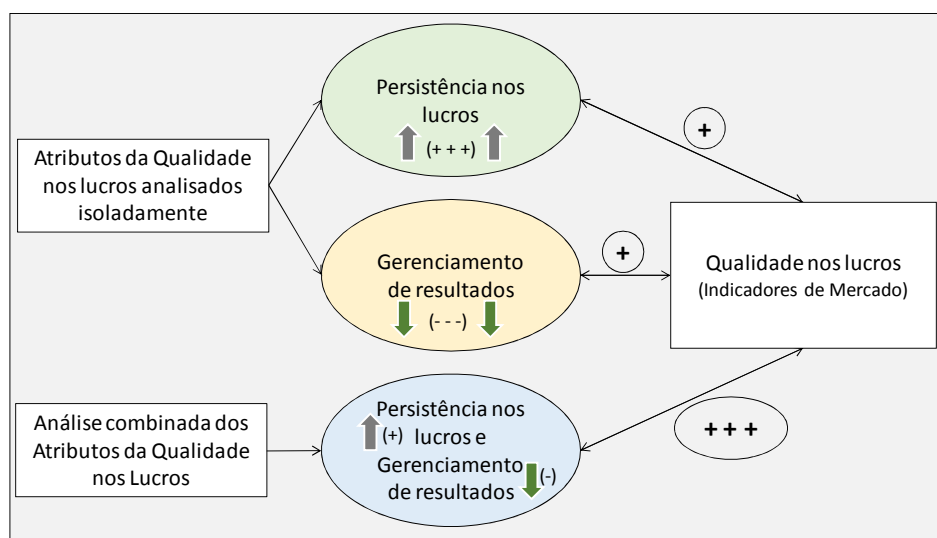 Persistência nos
lucros
(+ + +)
+
Atributos da Qualidade
nos lucros analisados
isoladamente
Gerenciamento
de resultados
(- - -)
+
Qualidade nos lucros
(Indicadores de Mercado)
Análise combinada dos
Atributos da Qualidade
nos Lucros
Persistência nos
(+) lucros e
Gerenciamento
de resultados (-)
+ + +